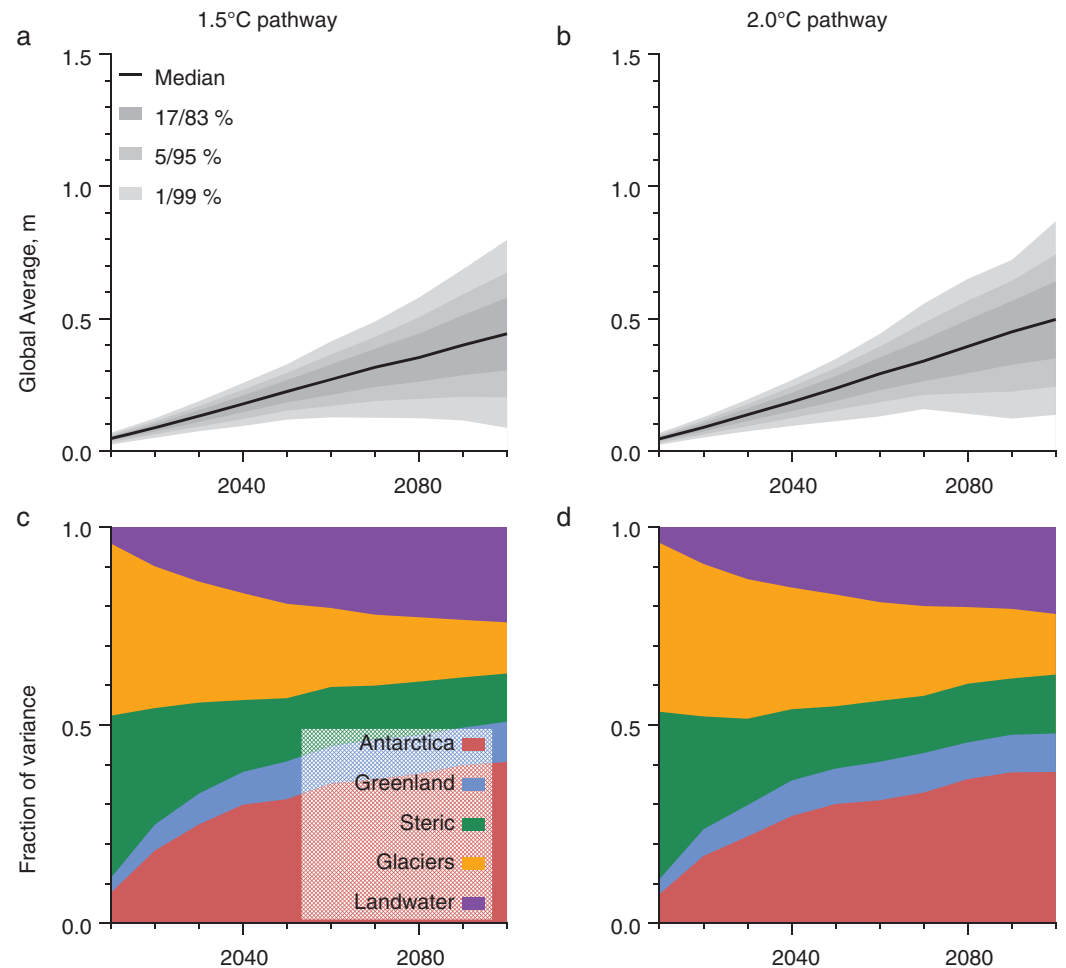 1.5°C pathway
2.0°C pathway
a
b
1.5
1.0
0.5
0.0
Global Average, m
Median
17/83 %
5/95 %
1/99 %
2040
2080
1.5
1.0
0.5
0.0
2040
2080
c
d
1.0
0.5
0.0
Fraction of variance
Antarctica
Greenland
Steric
Glaciers
Landwater
2040
2080
1.0
0.5
0.0
2040
2080